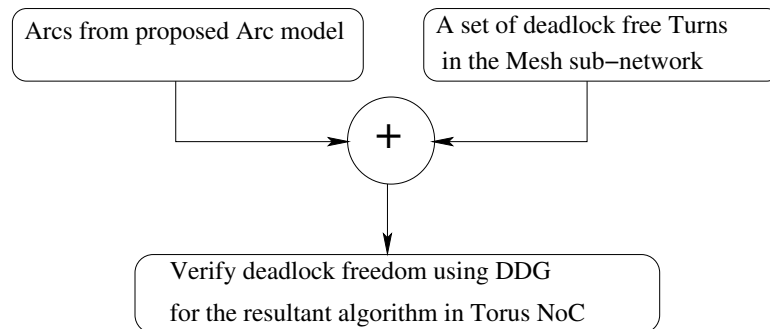 Arcs from proposed Arc model
A set of deadlock free Turns
in the Mesh sub−network
+
Verify deadlock freedom using DDG
for the resultant algorithm in Torus NoC